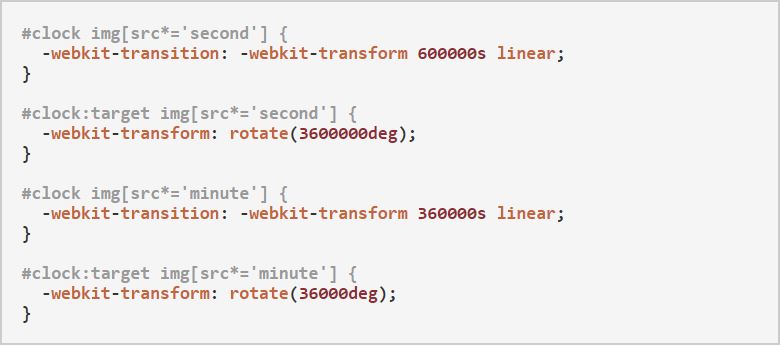 #clock img[src*='second'] {
  -webkit-transition: -webkit-transform 600000s linear;
}

#clock:target img[src*='second'] {
  -webkit-transform: rotate(3600000deg);
}

#clock img[src*='minute'] {
  -webkit-transition: -webkit-transform 360000s linear;
}

#clock:target img[src*='minute'] {
  -webkit-transform: rotate(36000deg);
}